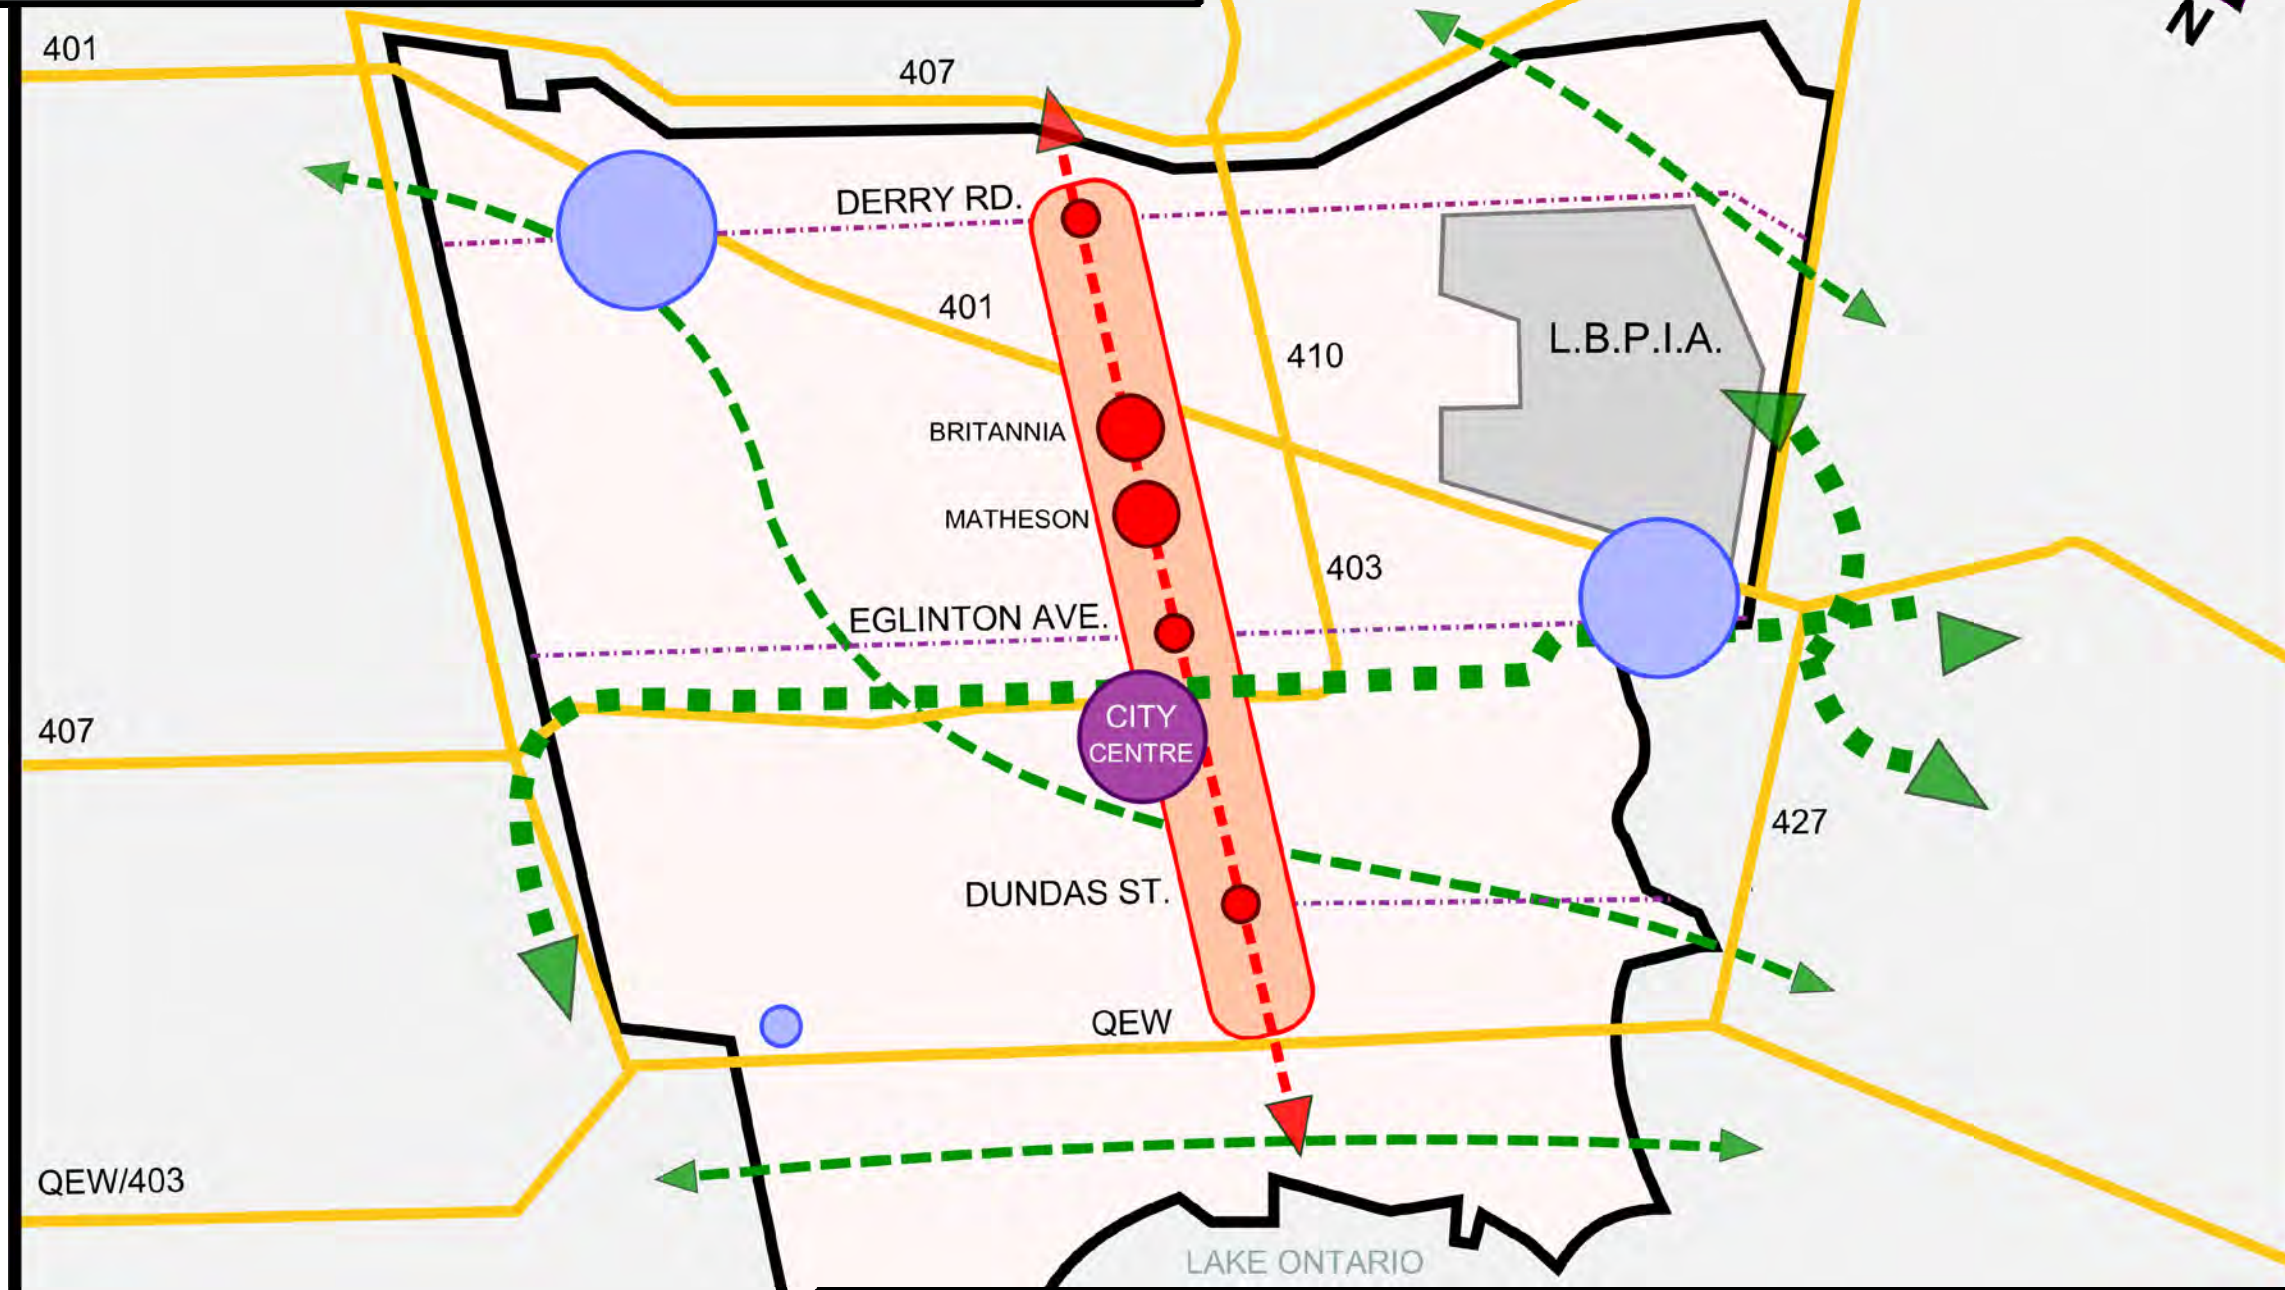 N
401
407
DERRY RD.
401
L.B.P.I.A.
410
BRITANNIA
MATHESON
403
EGLINTON AVE.
CITY
CENTRE
407
427
DUNDAS ST.
QEW
QEW/403
LAKE ONTARIO